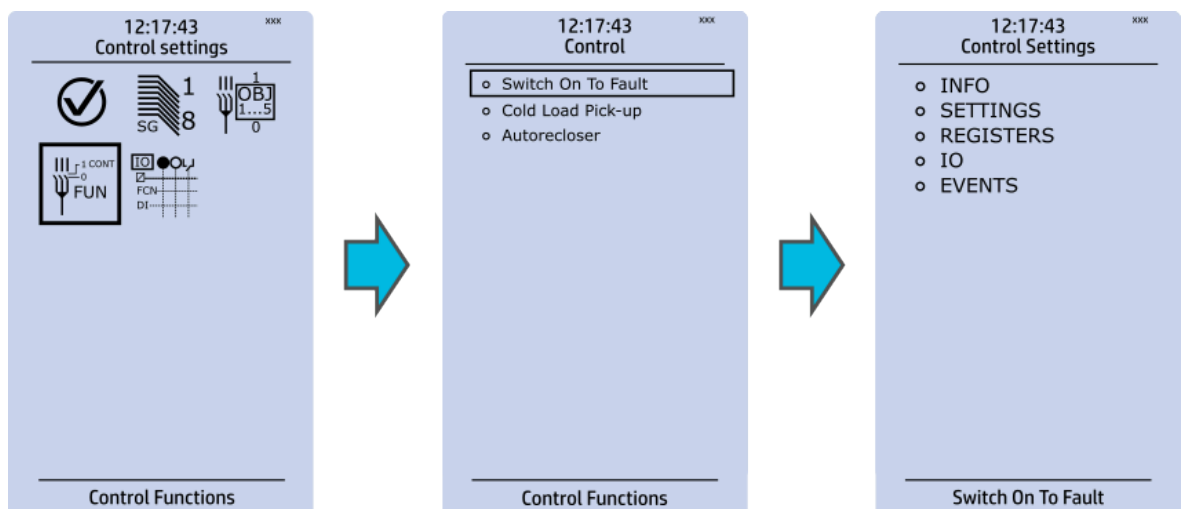 12:17:43 xxx
Control settings
1
SG 8
1
OBJ
1...5
0
1 CONT
0
FUN
IO
FCN
DI
Control Functions
12:17:43 xxx
Control
Switch On To Fault
Cold Load Pick-up
Autorecloser
Control Functions
12:17:43 xxx
Control Settings
INFO
SETTINGS
REGISTERS
IO
EVENTS
Switch On To Fault